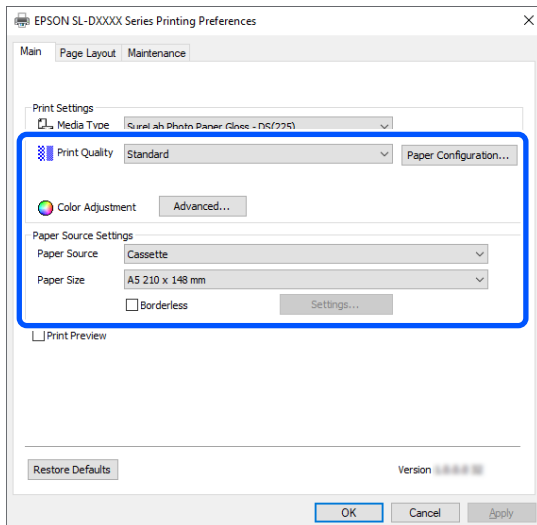 EPSON SL-DXXXX Series Printing Preferences
Main Page Layout Maintenance
Print Settings
Media Type SureLab Photo Paper Gloss - DS(225)
Print Quality Standard Paper Configuration...
Color Adjustment Advanced...
Paper Source Settings
Paper Source Cassette
Paper Size A5 210 x 148 mm
Borderless Settings...
Print Preview
Restore Defaults Version
OK Cancel Apply